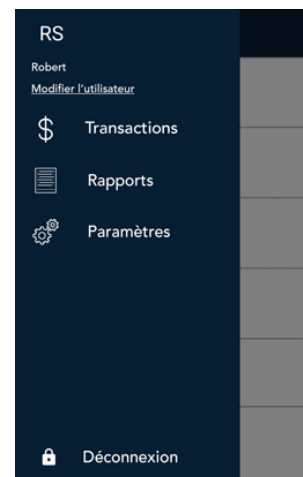 RS
Robert
Modifier l'utilisateur
$ Transactions
Rapports
Paramètres
Déconnexion